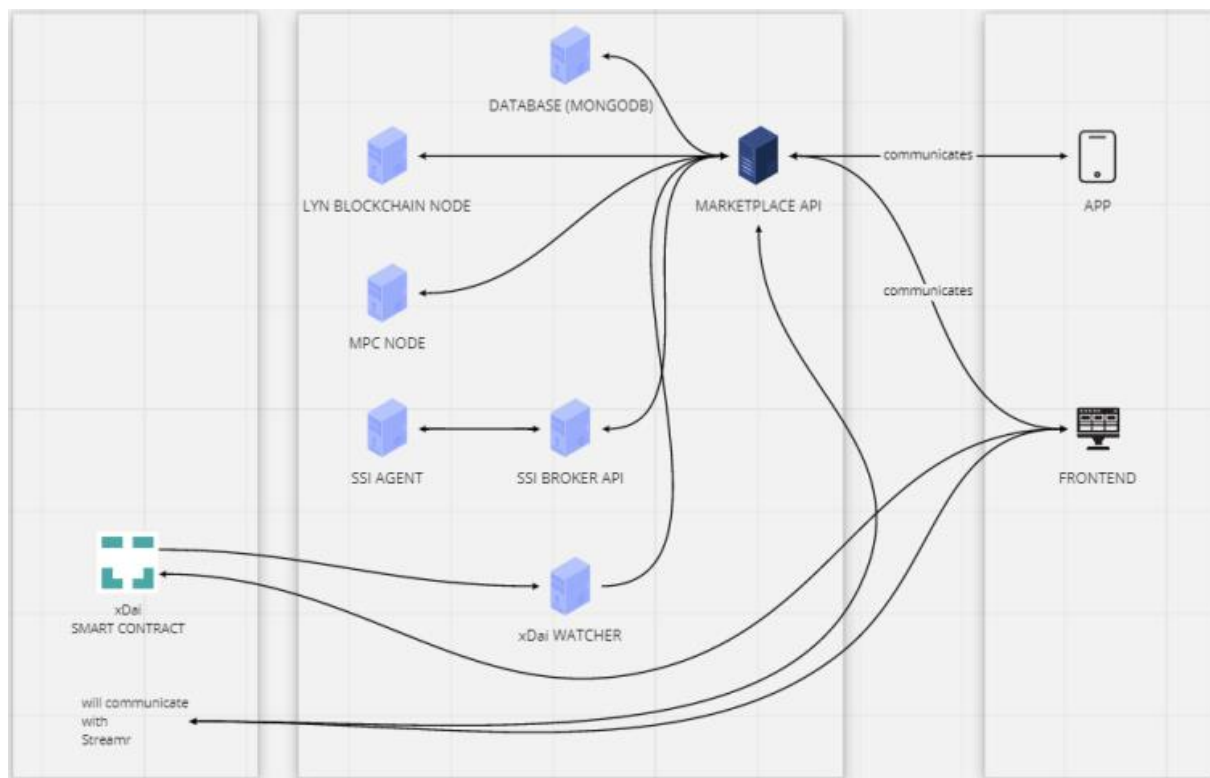 DATABASE (MONGODB)
LYN BLOCKCHAIN NODE
MARKETPLACE API
communicates
APP
communicates
MPC NODE
SSI AGENT
SSI BROKER API
FRONTEND
xDai
SMART CONTRACT
xDai WATCHER
will communicate
with
Streamr